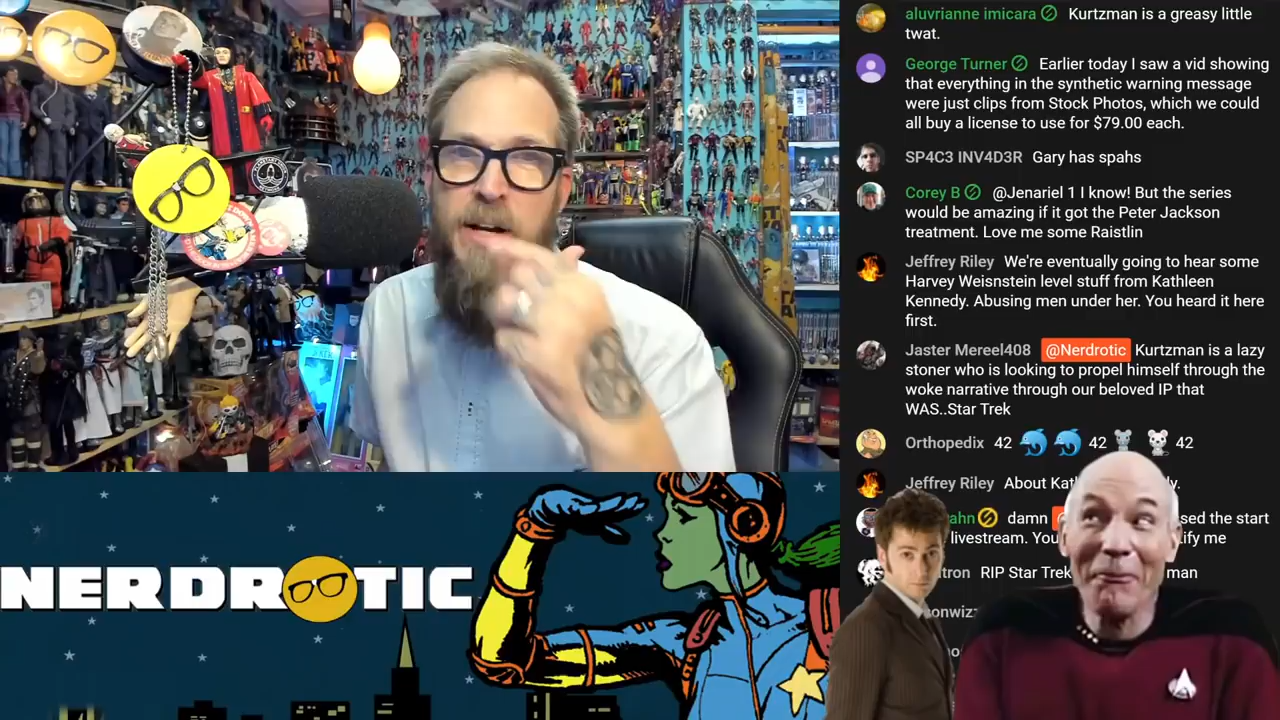 aluvrianne imicara Kurtzman is a greasy little
twat.
George Turner Earlier today I saw a vid showing
that everything in the synthetic warning message
were just clips from Stock Photos, which we could
all buy a license to use for $79.00 each.
SP4C3 INV4D3R Gary has spahs
Corey B @Jenariel 1 I know! But the series
would be amazing if it got the Peter Jackson
treatment. Love me some Raistlin
Jeffrey Riley We're eventually going to hear some
Harvey Weisnstein level stuff from Kathleen
Kennedy. Abusing men under her. You heard it here
first.
Jaster Mereel408 @Nerdrotic Kurtzman is a lazy
stoner who is looking to propel himself through the
woke narrative through our beloved IP that
WAS..Star Trek
Orthopedix 42 🐬🐬 42 🐁 🐭 42
Jeffrey Riley About
damn sed the start
livestream.
RIP Star Trek man
NERDROTIC